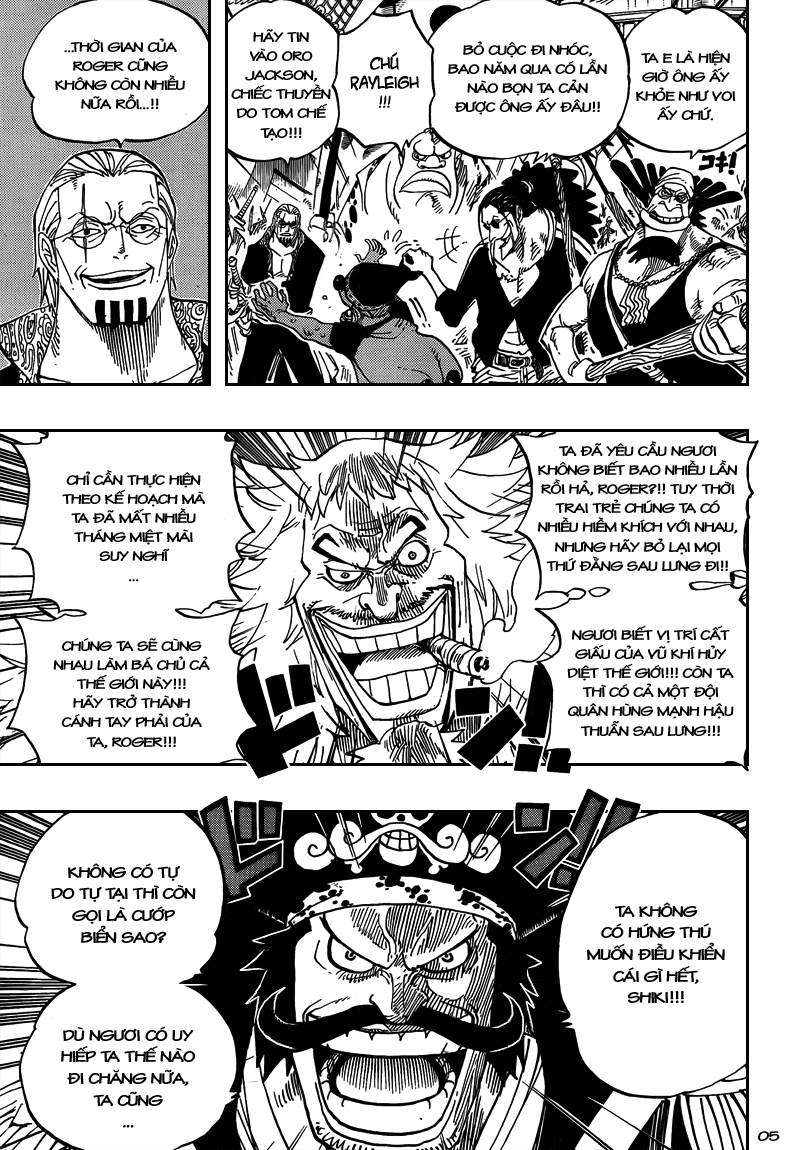 TA E LÀ HIỆN
GIỜ ÔNG ẤY
KHỎE NHƯ VOI
ẤY CHỨ.
BỎ CUỘC ĐI NHÓC,
BAO NĂM QUA CÓ LẦN
NÀO BỌN TA CẢN
ĐƯỢC ÔNG ẤY ĐÂU!!
CHÚ
RAYLEIGH
!!!
HÃY TIN
VÀO ORO
JACKSON,
CHIẾC THUYỀN
DO TOM CHẾ
TẠO!!!
コキ!
...THỜI GIAN CỦA
ROGER CŨNG
KHÔNG CÒN NHIỀU
NỮA RỒI...!!
TA ĐÃ YÊU CẦU NGƯƠI
KHÔNG BIẾT BAO NHIÊU LẦN
RỒI HẢ, ROGER?!! TUY THỜI
TRAI TRẺ CHÚNG TA CÓ
NHIỀU HIỀM KHÍCH VỚI NHAU,
NHƯNG HÃY BỎ LẠI MỌI
THỨ ĐẰNG SAU LƯNG ĐI!!
NGƯƠI BIẾT VỊ TRÍ CẤT
GIẤU CỦA VŨ KHÍ HỦY
DIỆT THẾ GIỚI!!! CÒN TA
THÌ CÓ CẢ MỘT ĐỘI
QUÂN HÙNG MẠNH HẬU
THUẪN SAU LƯNG!!!
CHỈ CẦN THỰC HIỆN
THEO KẾ HOẠCH MÀ
TA ĐÃ MẤT NHIỀU
THÁNG MIỆT MÀI
SUY NGHĨ
...
CHÚNG TA SẼ CÙNG
NHAU LÀM BÁ CHỦ CẢ
THẾ GIỚI NÀY!!!
HÃY TRỞ THÀNH
CÁNH TAY PHẢI CỦA
TA, ROGER!!!
ドン
ドン!!
TA KHÔNG
CÓ HỨNG THÚ
MUỐN ĐIỀU KHIỂN
CÁI GÌ HẾT,
SHIKI!!!
KHÔNG CÓ TỰ
DO TỰ TẠI THÌ CÒN
GỌI LÀ CƯỚP
BIỂN SAO?
DÙ NGƯƠI CÓ UY
HIẾP TA THẾ NÀO
ĐI CHĂNG NỮA,
TA CŨNG
...
05